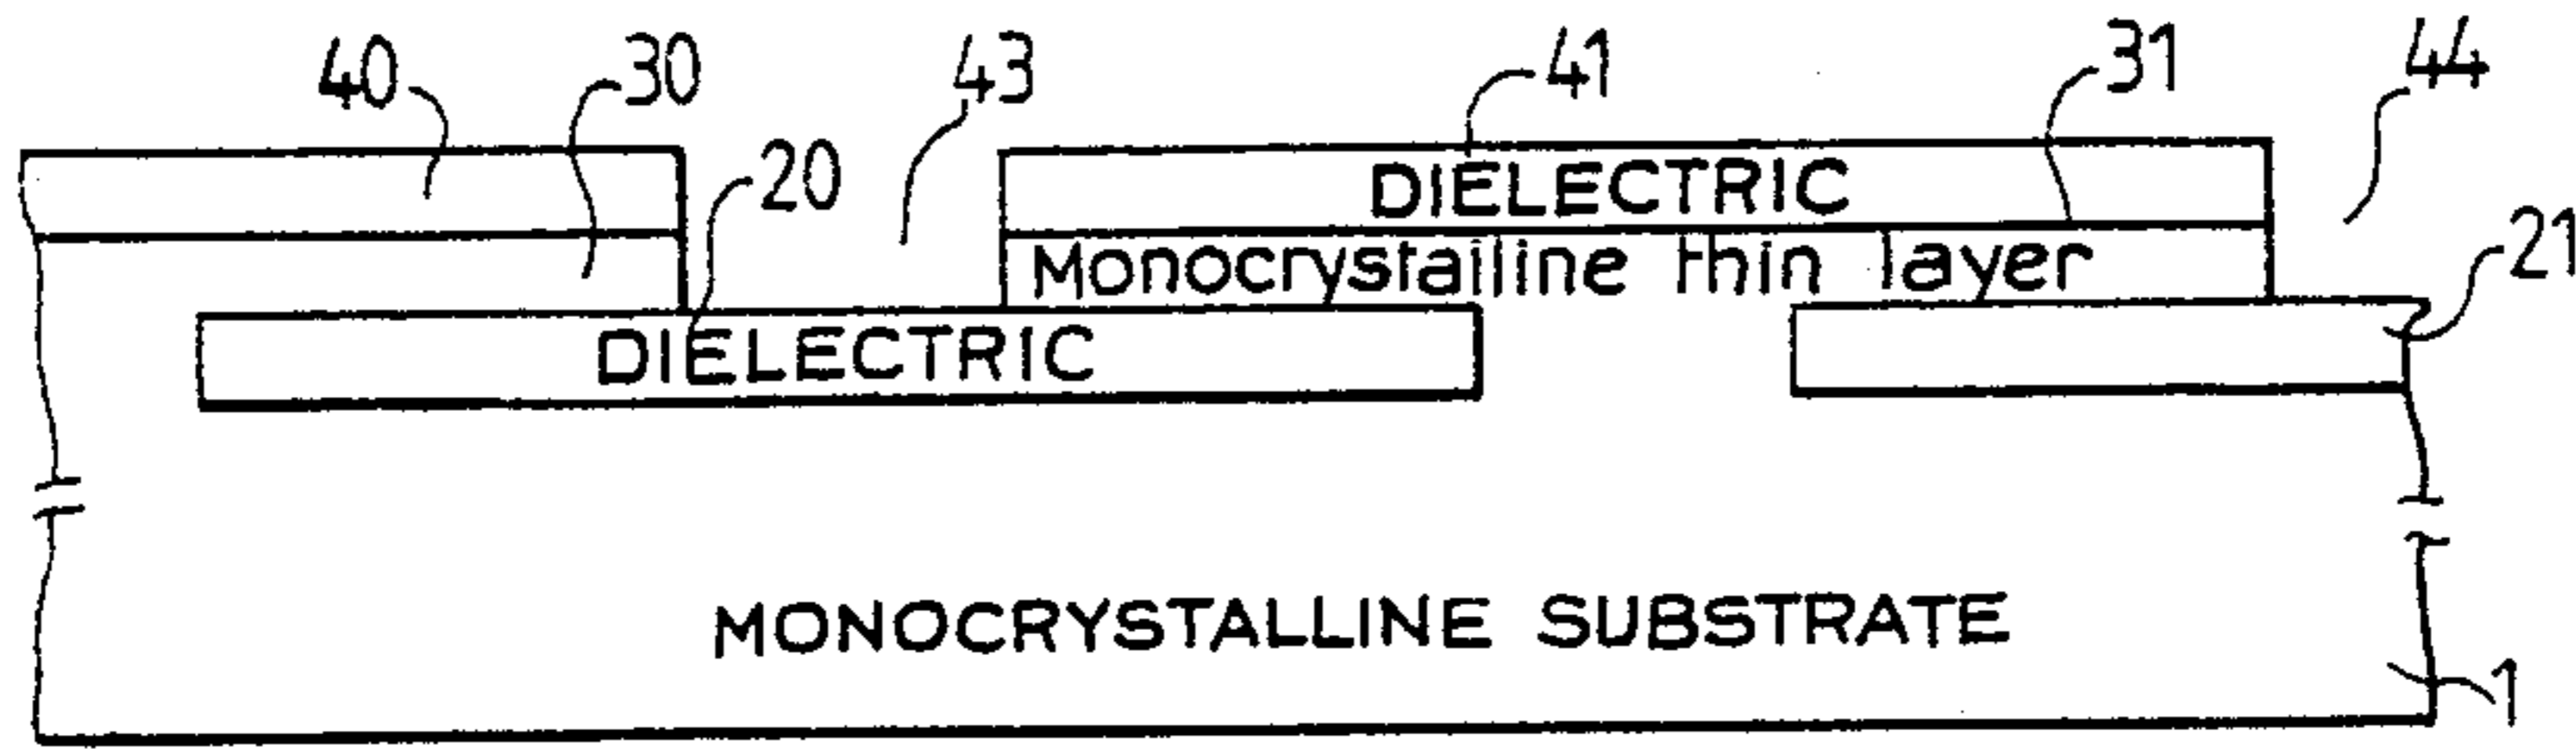 40 30 43 41 31 44
20 21
DIELECTRIC
Monocrystalline thin layer
DIELECTRIC
MONOCRYSTALLINE SUBSTRATE
1